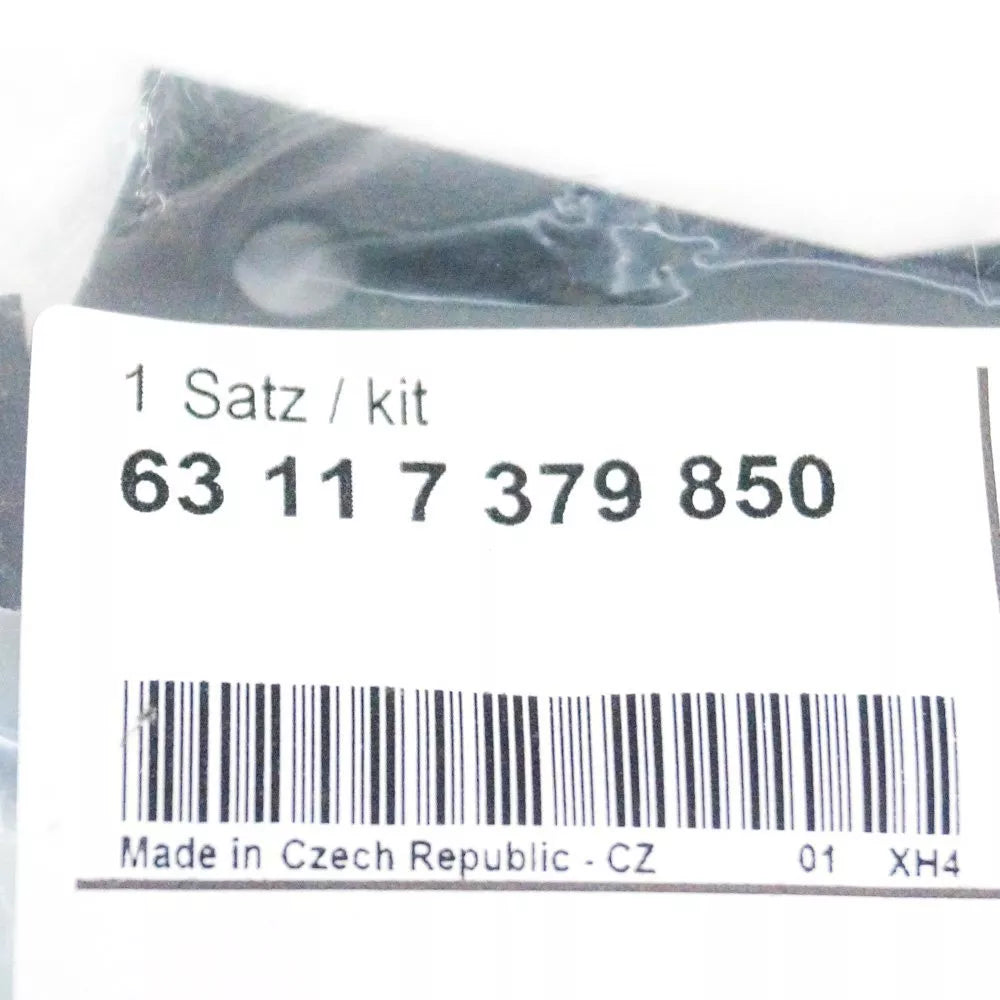 1 Satz / kit
63 11 7 379 850
Made in Czech Republic - CZ 01 XH4